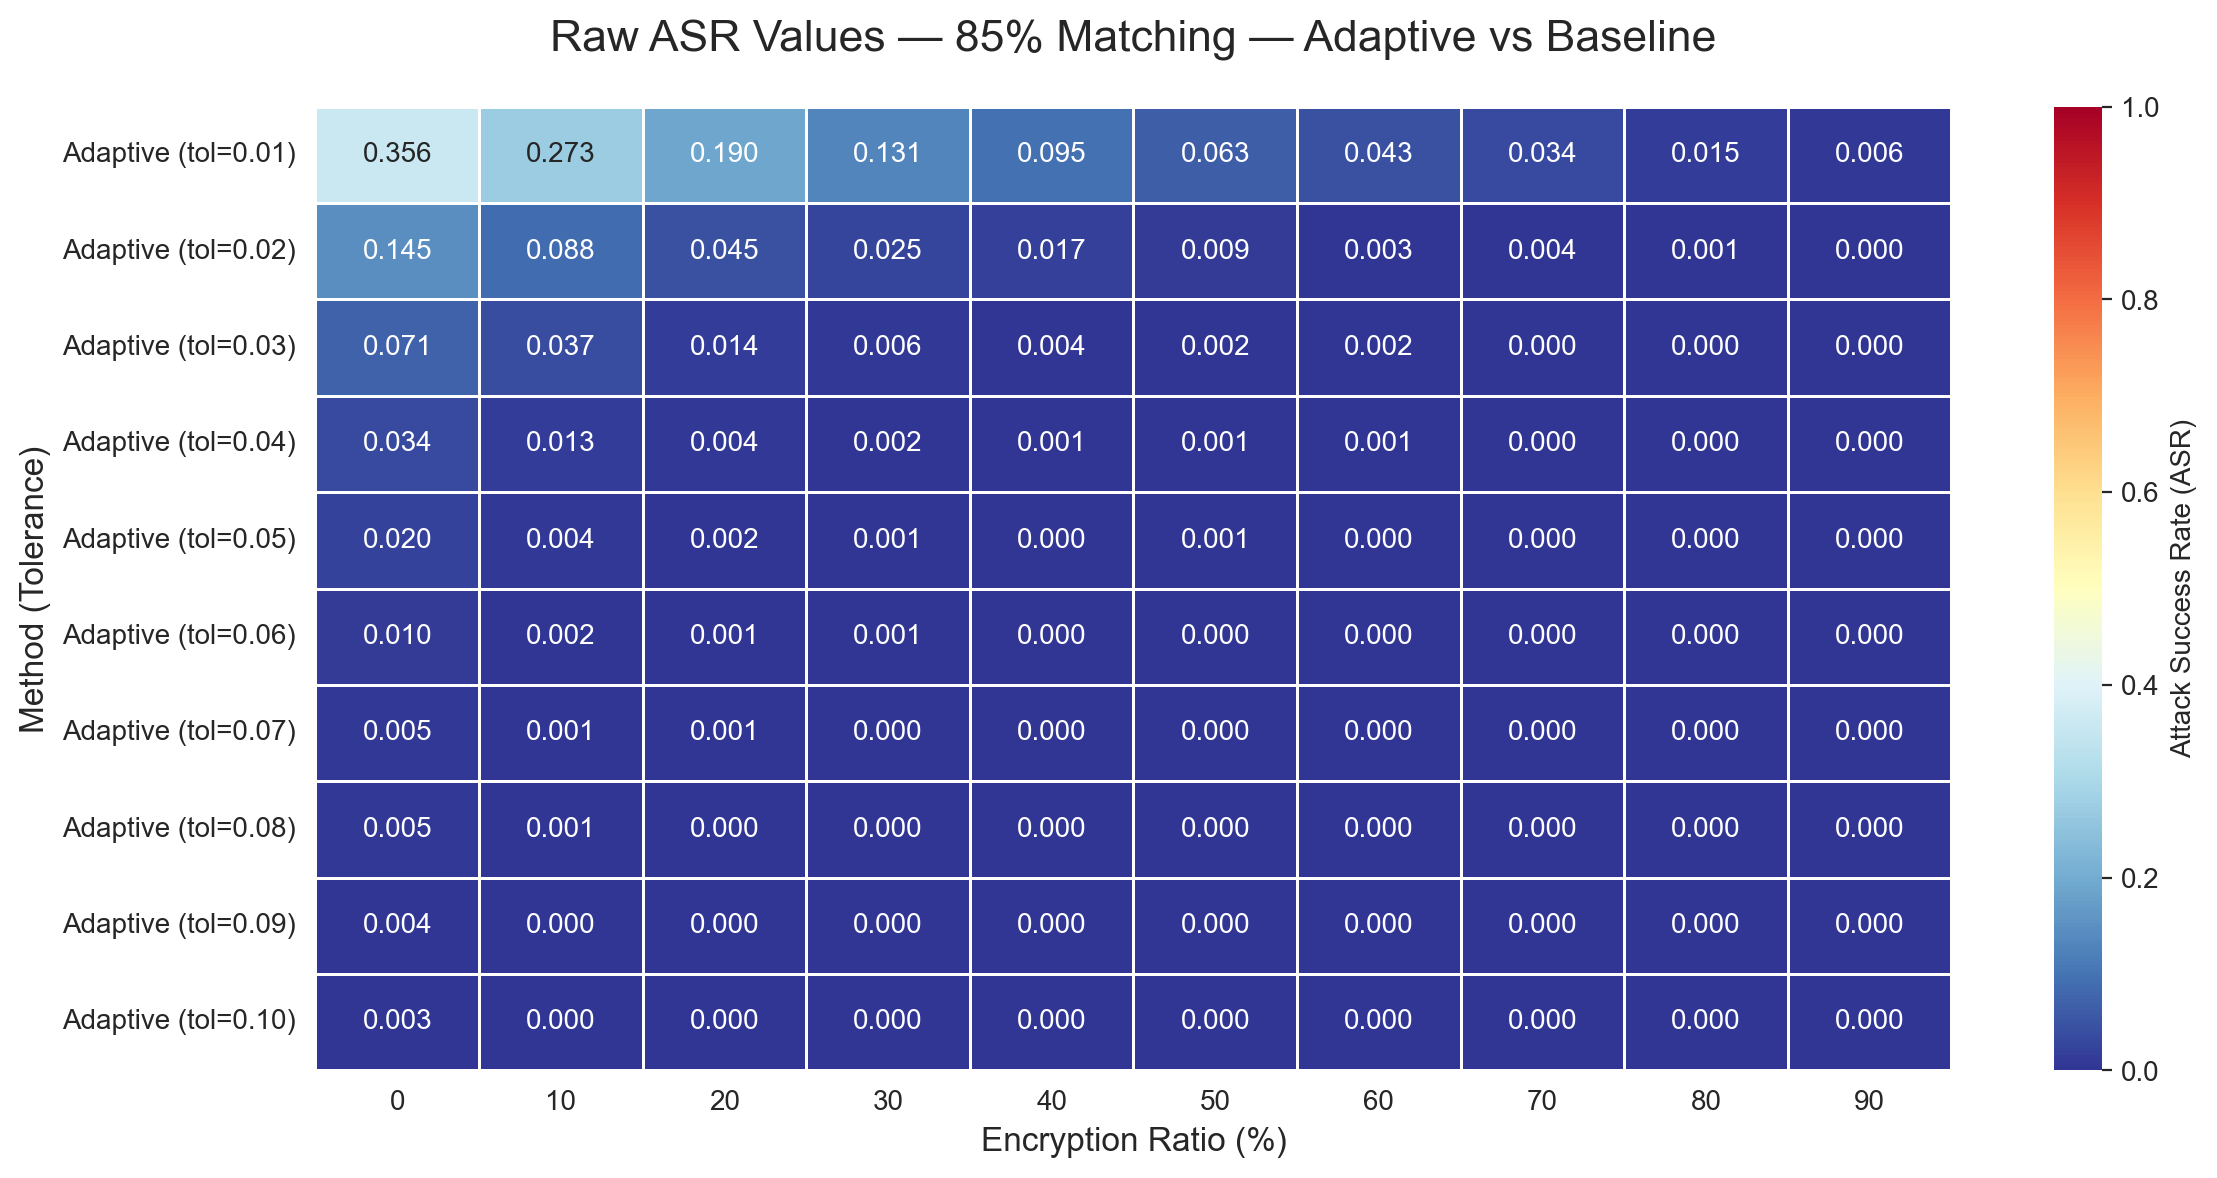 Raw ASR Values — 85% Matching — Adaptive vs Baseline
Method (Tolerance)
Adaptive (tol=0.01) 0.356 0.273 0.190 0.131 0.095 0.063 0.043 0.034 0.015 0.006
Adaptive (tol=0.02) 0.145 0.088 0.045 0.025 0.017 0.009 0.003 0.004 0.001 0.000
Adaptive (tol=0.03) 0.071 0.037 0.014 0.006 0.004 0.002 0.002 0.000 0.000 0.000
Adaptive (tol=0.04) 0.034 0.013 0.004 0.002 0.001 0.001 0.001 0.000 0.000 0.000
Adaptive (tol=0.05) 0.020 0.004 0.002 0.001 0.000 0.001 0.000 0.000 0.000 0.000
Adaptive (tol=0.06) 0.010 0.002 0.001 0.001 0.000 0.000 0.000 0.000 0.000 0.000
Adaptive (tol=0.07) 0.005 0.001 0.001 0.000 0.000 0.000 0.000 0.000 0.000 0.000
Adaptive (tol=0.08) 0.005 0.001 0.000 0.000 0.000 0.000 0.000 0.000 0.000 0.000
Adaptive (tol=0.09) 0.004 0.000 0.000 0.000 0.000 0.000 0.000 0.000 0.000 0.000
Adaptive (tol=0.10) 0.003 0.000 0.000 0.000 0.000 0.000 0.000 0.000 0.000 0.000
0 10 20 30 40 50 60 70 80 90
Encryption Ratio (%)
1.0
0.8
0.6
0.4
0.2
0.0
Attack Success Rate (ASR)